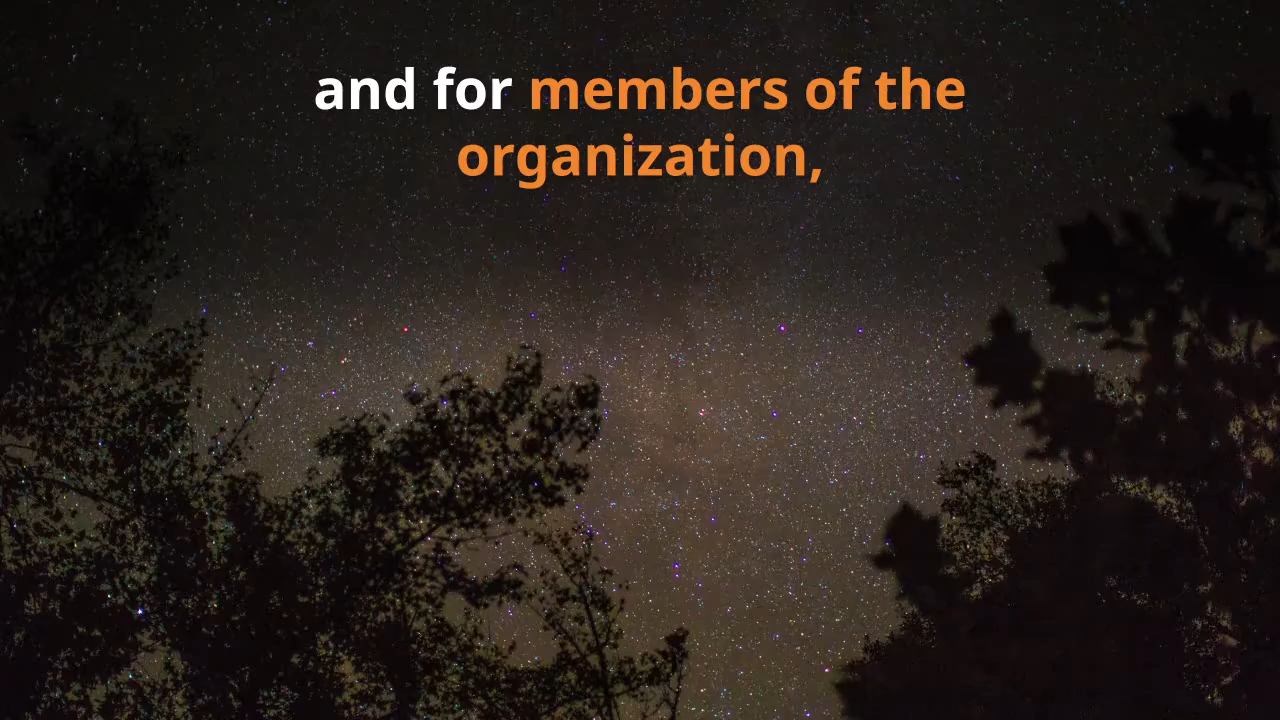 and for members of the
organization,